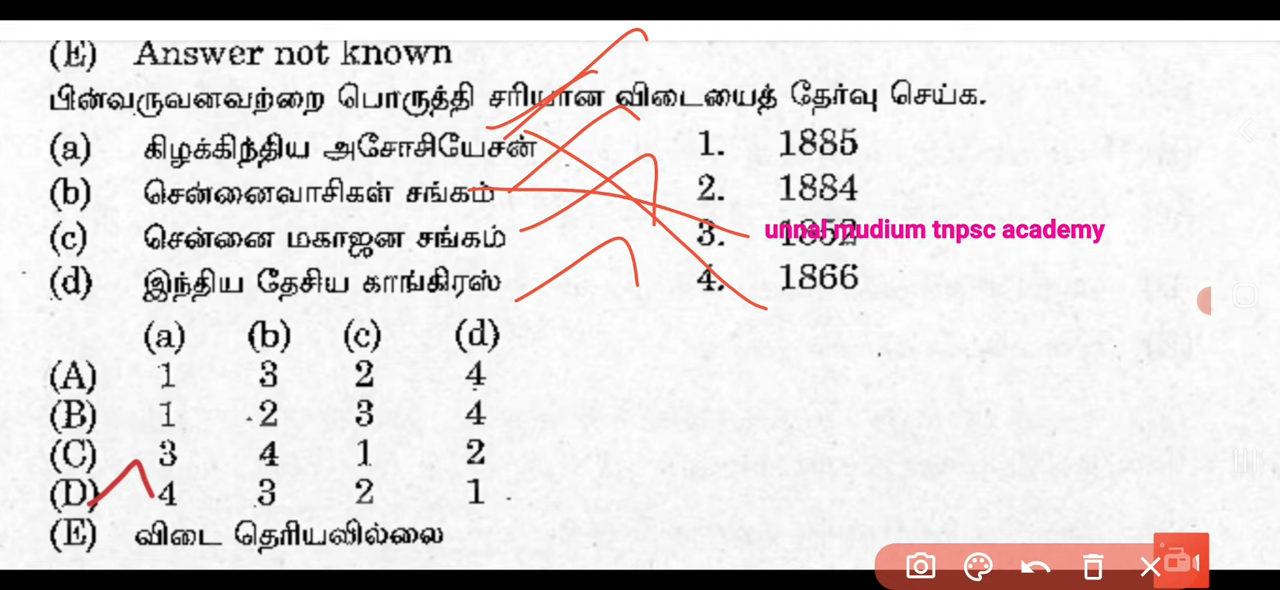 (E) Answer not known
பின்வருவனவற்றை பொருத்தி சரியான விடையைத் தேர்வு செய்க.
(a) கிழக்கிந்திய அசோசியேசன் 1. 1885
(b) சென்னைவாசிகள் சங்கம் 2. 1884
(c) சென்னை மகாஜன சங்கம் 3. 1852
unnal mudium tnpsc academy
(d) இந்திய தேசிய காங்கிரஸ் 4. 1866
(a) (b) (c) (d)
(A) 1 3 2 4
(B) 1 2 3 4
(C) 3 4 1 2
(D) 4 3 2 1
(E) விடை தெரியவில்லை